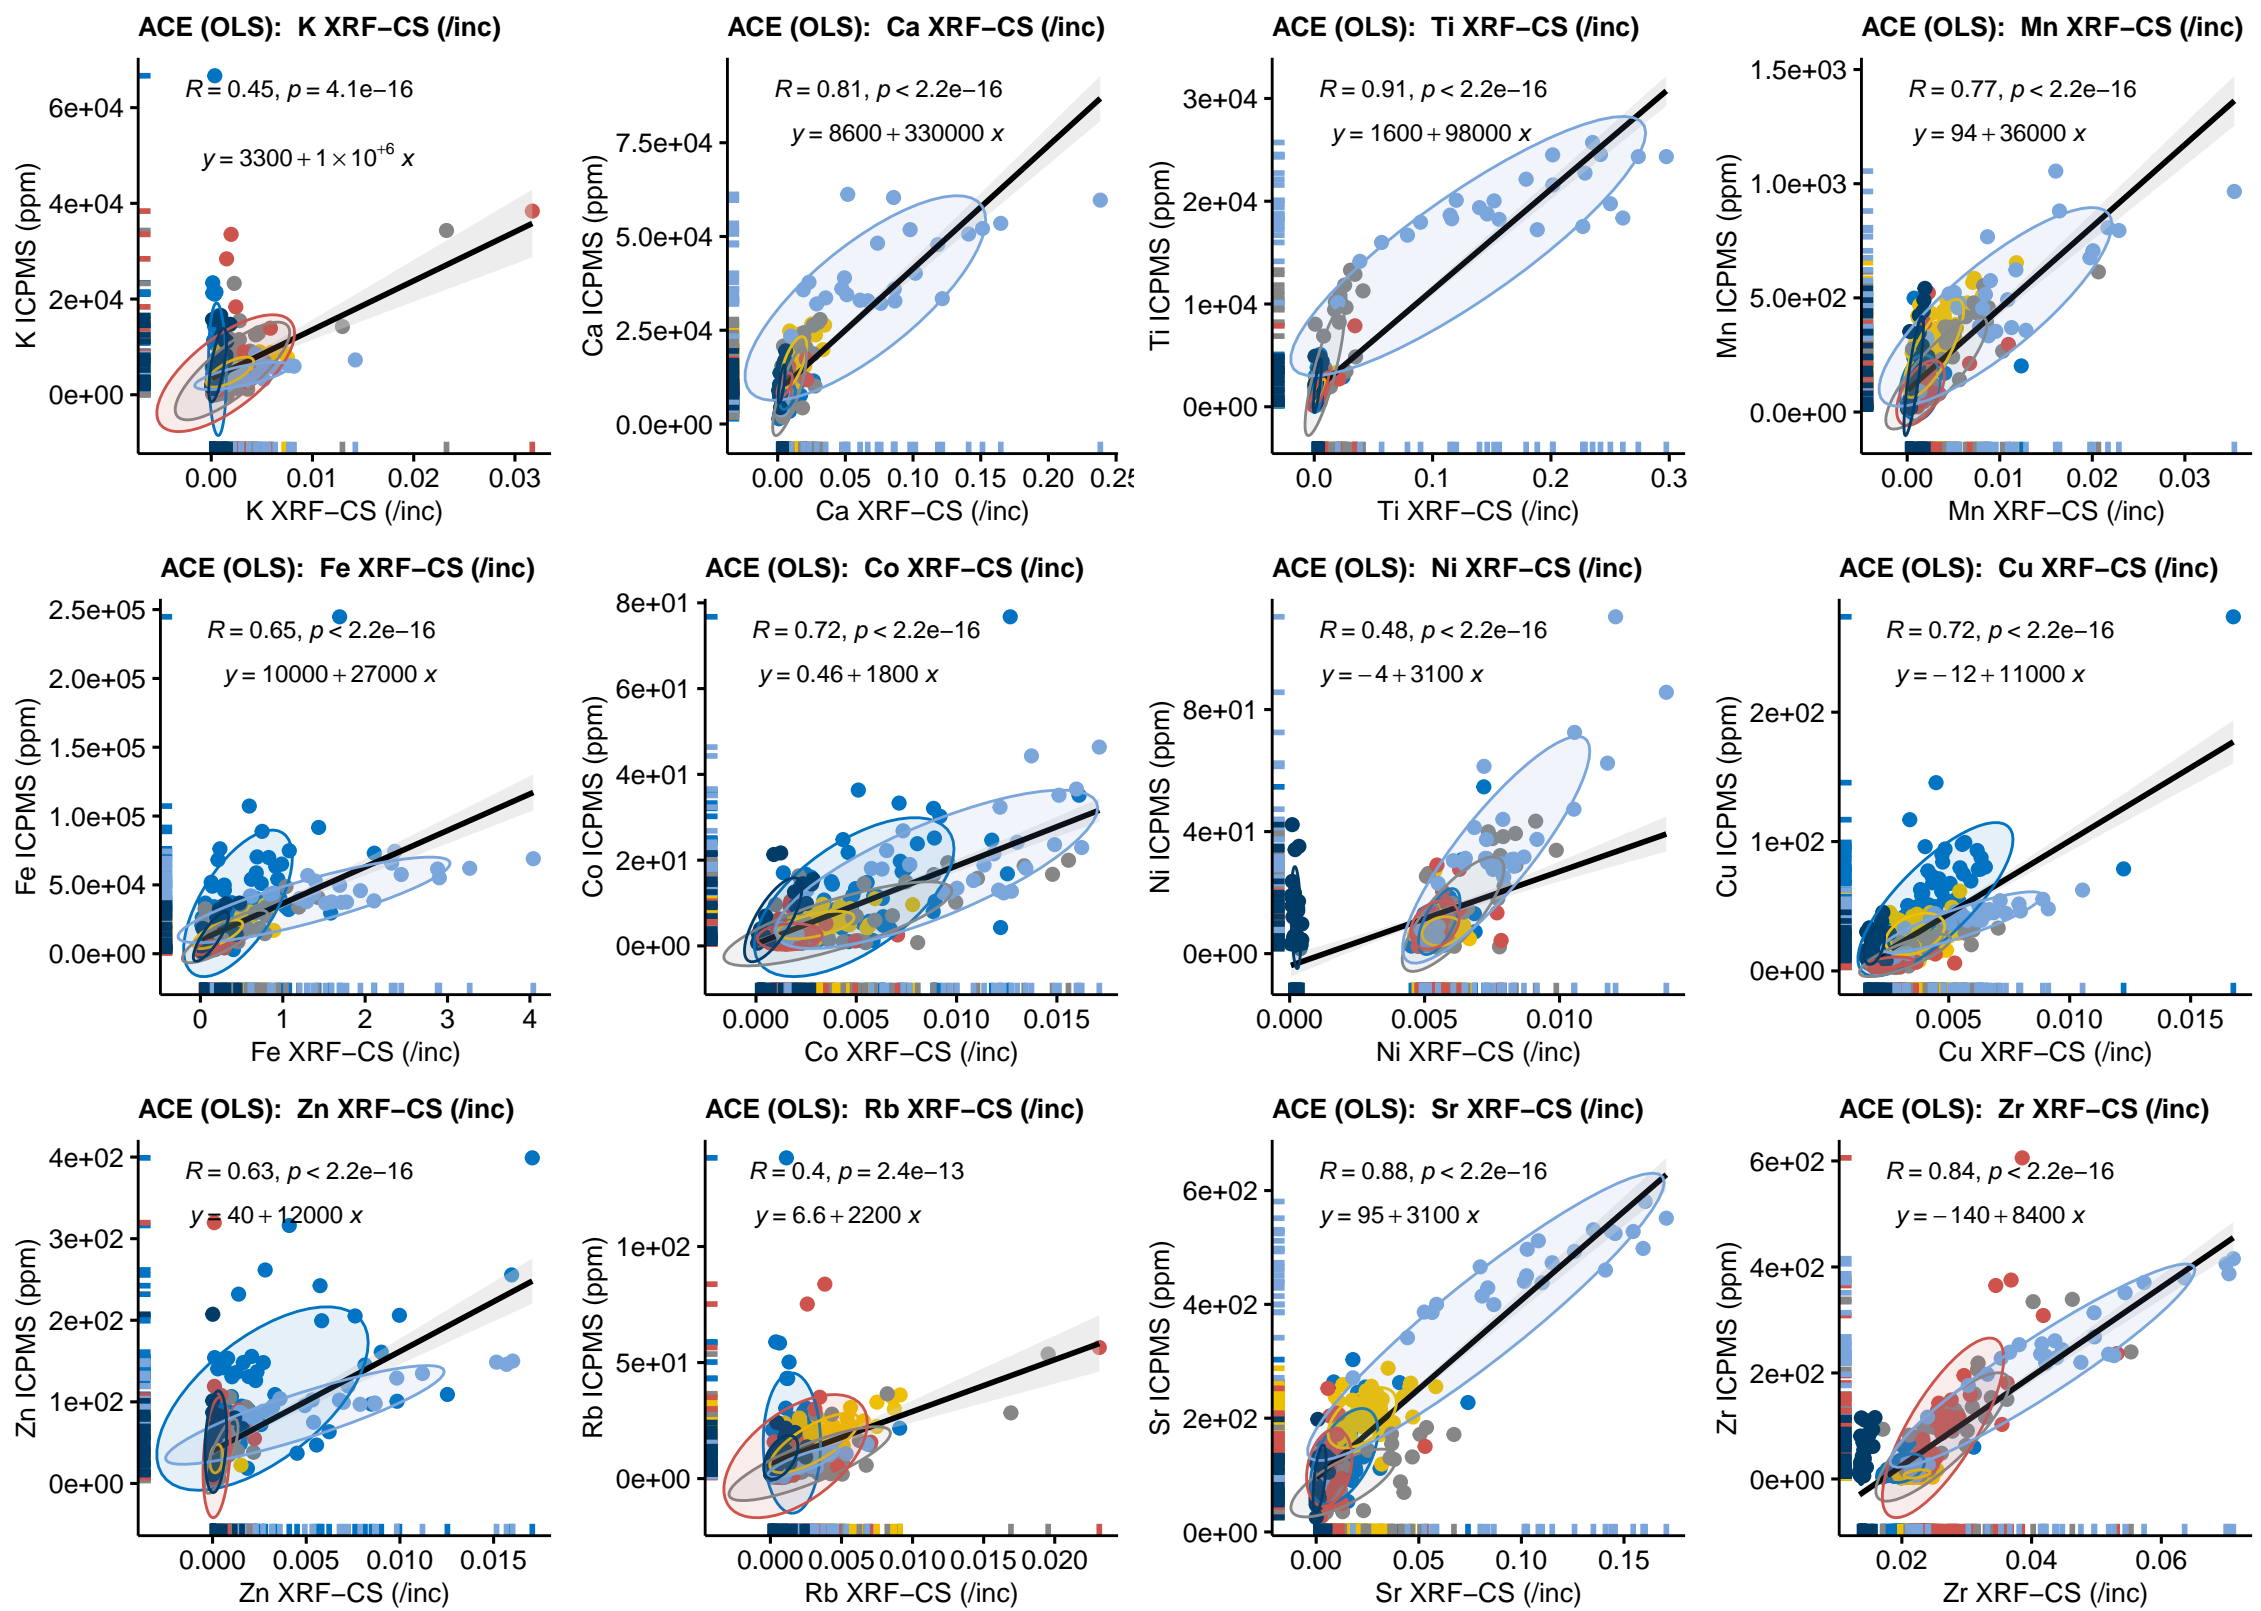 ACE (OLS):  K XRF−CS (/inc)
R = 0.45, p = 4.1e−16
y = 3300 + 1 × 10⁺⁶ x
6e+04
4e+04
2e+04
0e+00
K ICPMS (ppm)
0.00 0.01 0.02 0.03
K XRF−CS (/inc)
ACE (OLS):  Ca XRF−CS (/inc)
R = 0.81, p < 2.2e−16
y = 8600 + 330000 x
7.5e+04
5.0e+04
2.5e+04
0.0e+00
Ca ICPMS (ppm)
0.00 0.05 0.10 0.15 0.20 0.25
Ca XRF−CS (/inc)
ACE (OLS):  Ti XRF−CS (/inc)
R = 0.91, p < 2.2e−16
y = 1600 + 98000 x
3e+04
2e+04
1e+04
0e+00
Ti ICPMS (ppm)
0.0 0.1 0.2 0.3
Ti XRF−CS (/inc)
ACE (OLS):  Mn XRF−CS (/inc)
R = 0.77, p < 2.2e−16
y = 94 + 36000 x
1.5e+03
1.0e+03
5.0e+02
0.0e+00
Mn ICPMS (ppm)
0.00 0.01 0.02 0.03
Mn XRF−CS (/inc)
ACE (OLS):  Fe XRF−CS (/inc)
R = 0.65, p < 2.2e−16
y = 10000 + 27000 x
2.5e+05
2.0e+05
1.5e+05
1.0e+05
5.0e+04
0.0e+00
Fe ICPMS (ppm)
0 1 2 3 4
Fe XRF−CS (/inc)
ACE (OLS):  Co XRF−CS (/inc)
R = 0.72, p < 2.2e−16
y = 0.46 + 1800 x
8e+01
6e+01
4e+01
2e+01
0e+00
Co ICPMS (ppm)
0.000 0.005 0.010 0.015
Co XRF−CS (/inc)
ACE (OLS):  Ni XRF−CS (/inc)
R = 0.48, p < 2.2e−16
y = −4 + 3100 x
8e+01
4e+01
0e+00
Ni ICPMS (ppm)
0.000 0.005 0.010
Ni XRF−CS (/inc)
ACE (OLS):  Cu XRF−CS (/inc)
R = 0.72, p < 2.2e−16
y = −12 + 11000 x
2e+02
1e+02
0e+00
Cu ICPMS (ppm)
0.005 0.010 0.015
Cu XRF−CS (/inc)
ACE (OLS):  Zn XRF−CS (/inc)
R = 0.63, p < 2.2e−16
y = 40 + 12000 x
4e+02
3e+02
2e+02
1e+02
0e+00
Zn ICPMS (ppm)
0.000 0.005 0.010 0.015
Zn XRF−CS (/inc)
ACE (OLS):  Rb XRF−CS (/inc)
R = 0.4, p = 2.4e−13
y = 6.6 + 2200 x
1e+02
5e+01
0e+00
Rb ICPMS (ppm)
0.000 0.005 0.010 0.015 0.020
Rb XRF−CS (/inc)
ACE (OLS):  Sr XRF−CS (/inc)
R = 0.88, p < 2.2e−16
y = 95 + 3100 x
6e+02
4e+02
2e+02
0e+00
Sr ICPMS (ppm)
0.00 0.05 0.10 0.15
Sr XRF−CS (/inc)
ACE (OLS):  Zr XRF−CS (/inc)
R = 0.84, p < 2.2e−16
y = −140 + 8400 x
6e+02
4e+02
2e+02
0e+00
Zr ICPMS (ppm)
0.02 0.04 0.06
Zr XRF−CS (/inc)